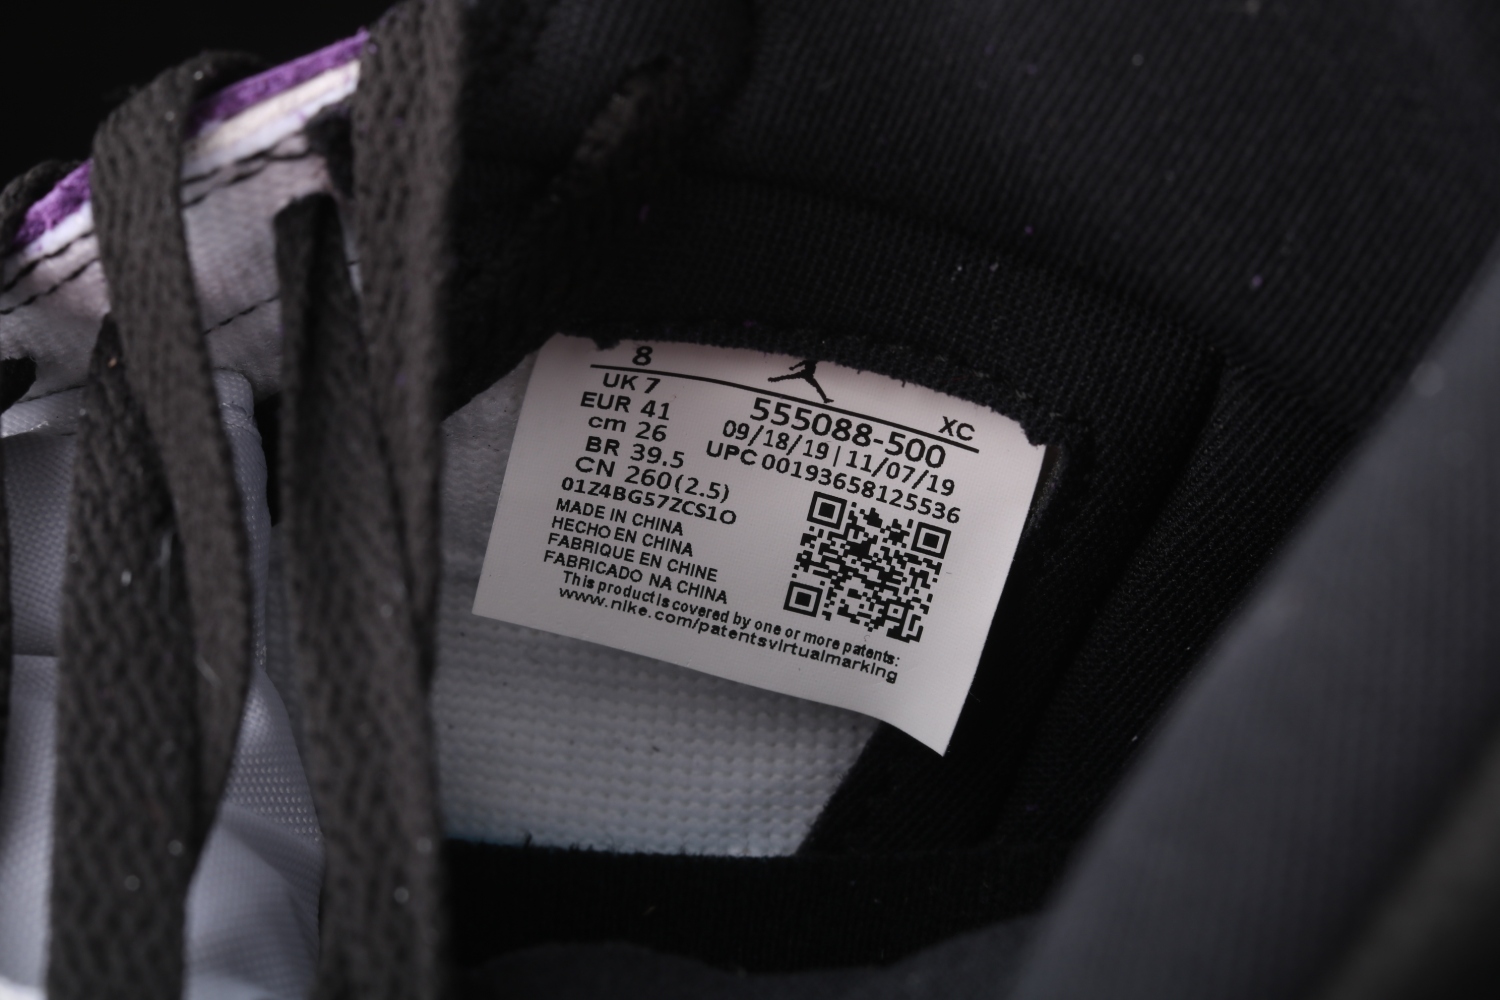 8
XC
UK 7
EUR 41
cm 26
BR 39.5
CN 260(2.5)
01Z4BG57ZCS1O
555088-500
09/18/19|11/07/19
UPC 00193658125536
MADE IN CHINA
HECHO EN CHINA
FABRIQUE EN CHINE
FABRICADO NA CHINA
This product is covered by one or more patents:
www.nike.com/patentsvirtualmarking